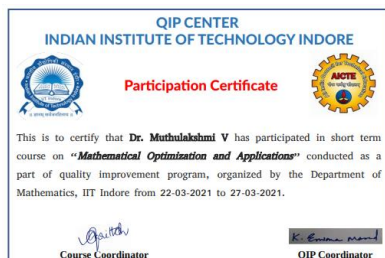 QIP CENTER
INDIAN INSTITUTE OF TECHNOLOGY INDORE
AICTE
Participation Certificate
This is to certify that Dr. Muthulakshmi V has participated in short term
course on “Mathematical Optimization and Applications” conducted as a
part of quality improvement program, organized by the Department of
Mathematics, IIT Indore from 22-03-2021 to 27-03-2021.
Course Coordinator
QIP Coordinator